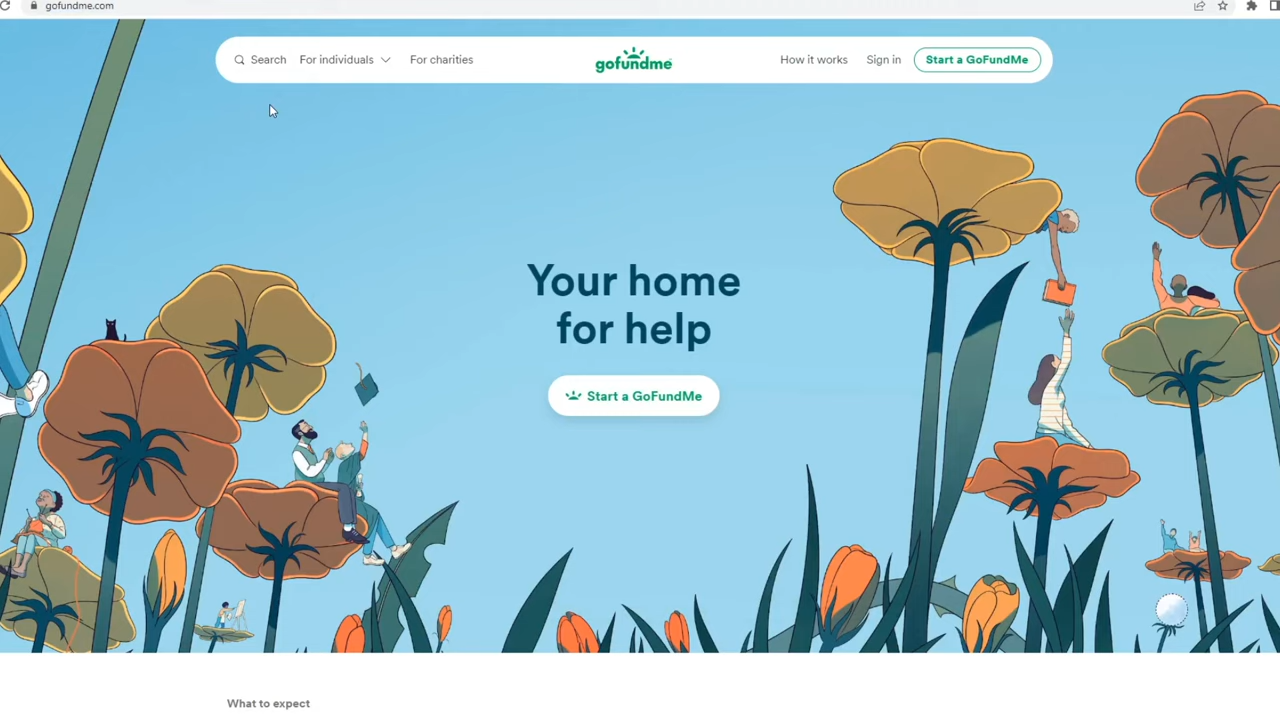 gofundme.com
Search For individuals For charities gofundme How it works Sign in Start a GoFundMe
Your home
for help
Start a GoFundMe
What to expect